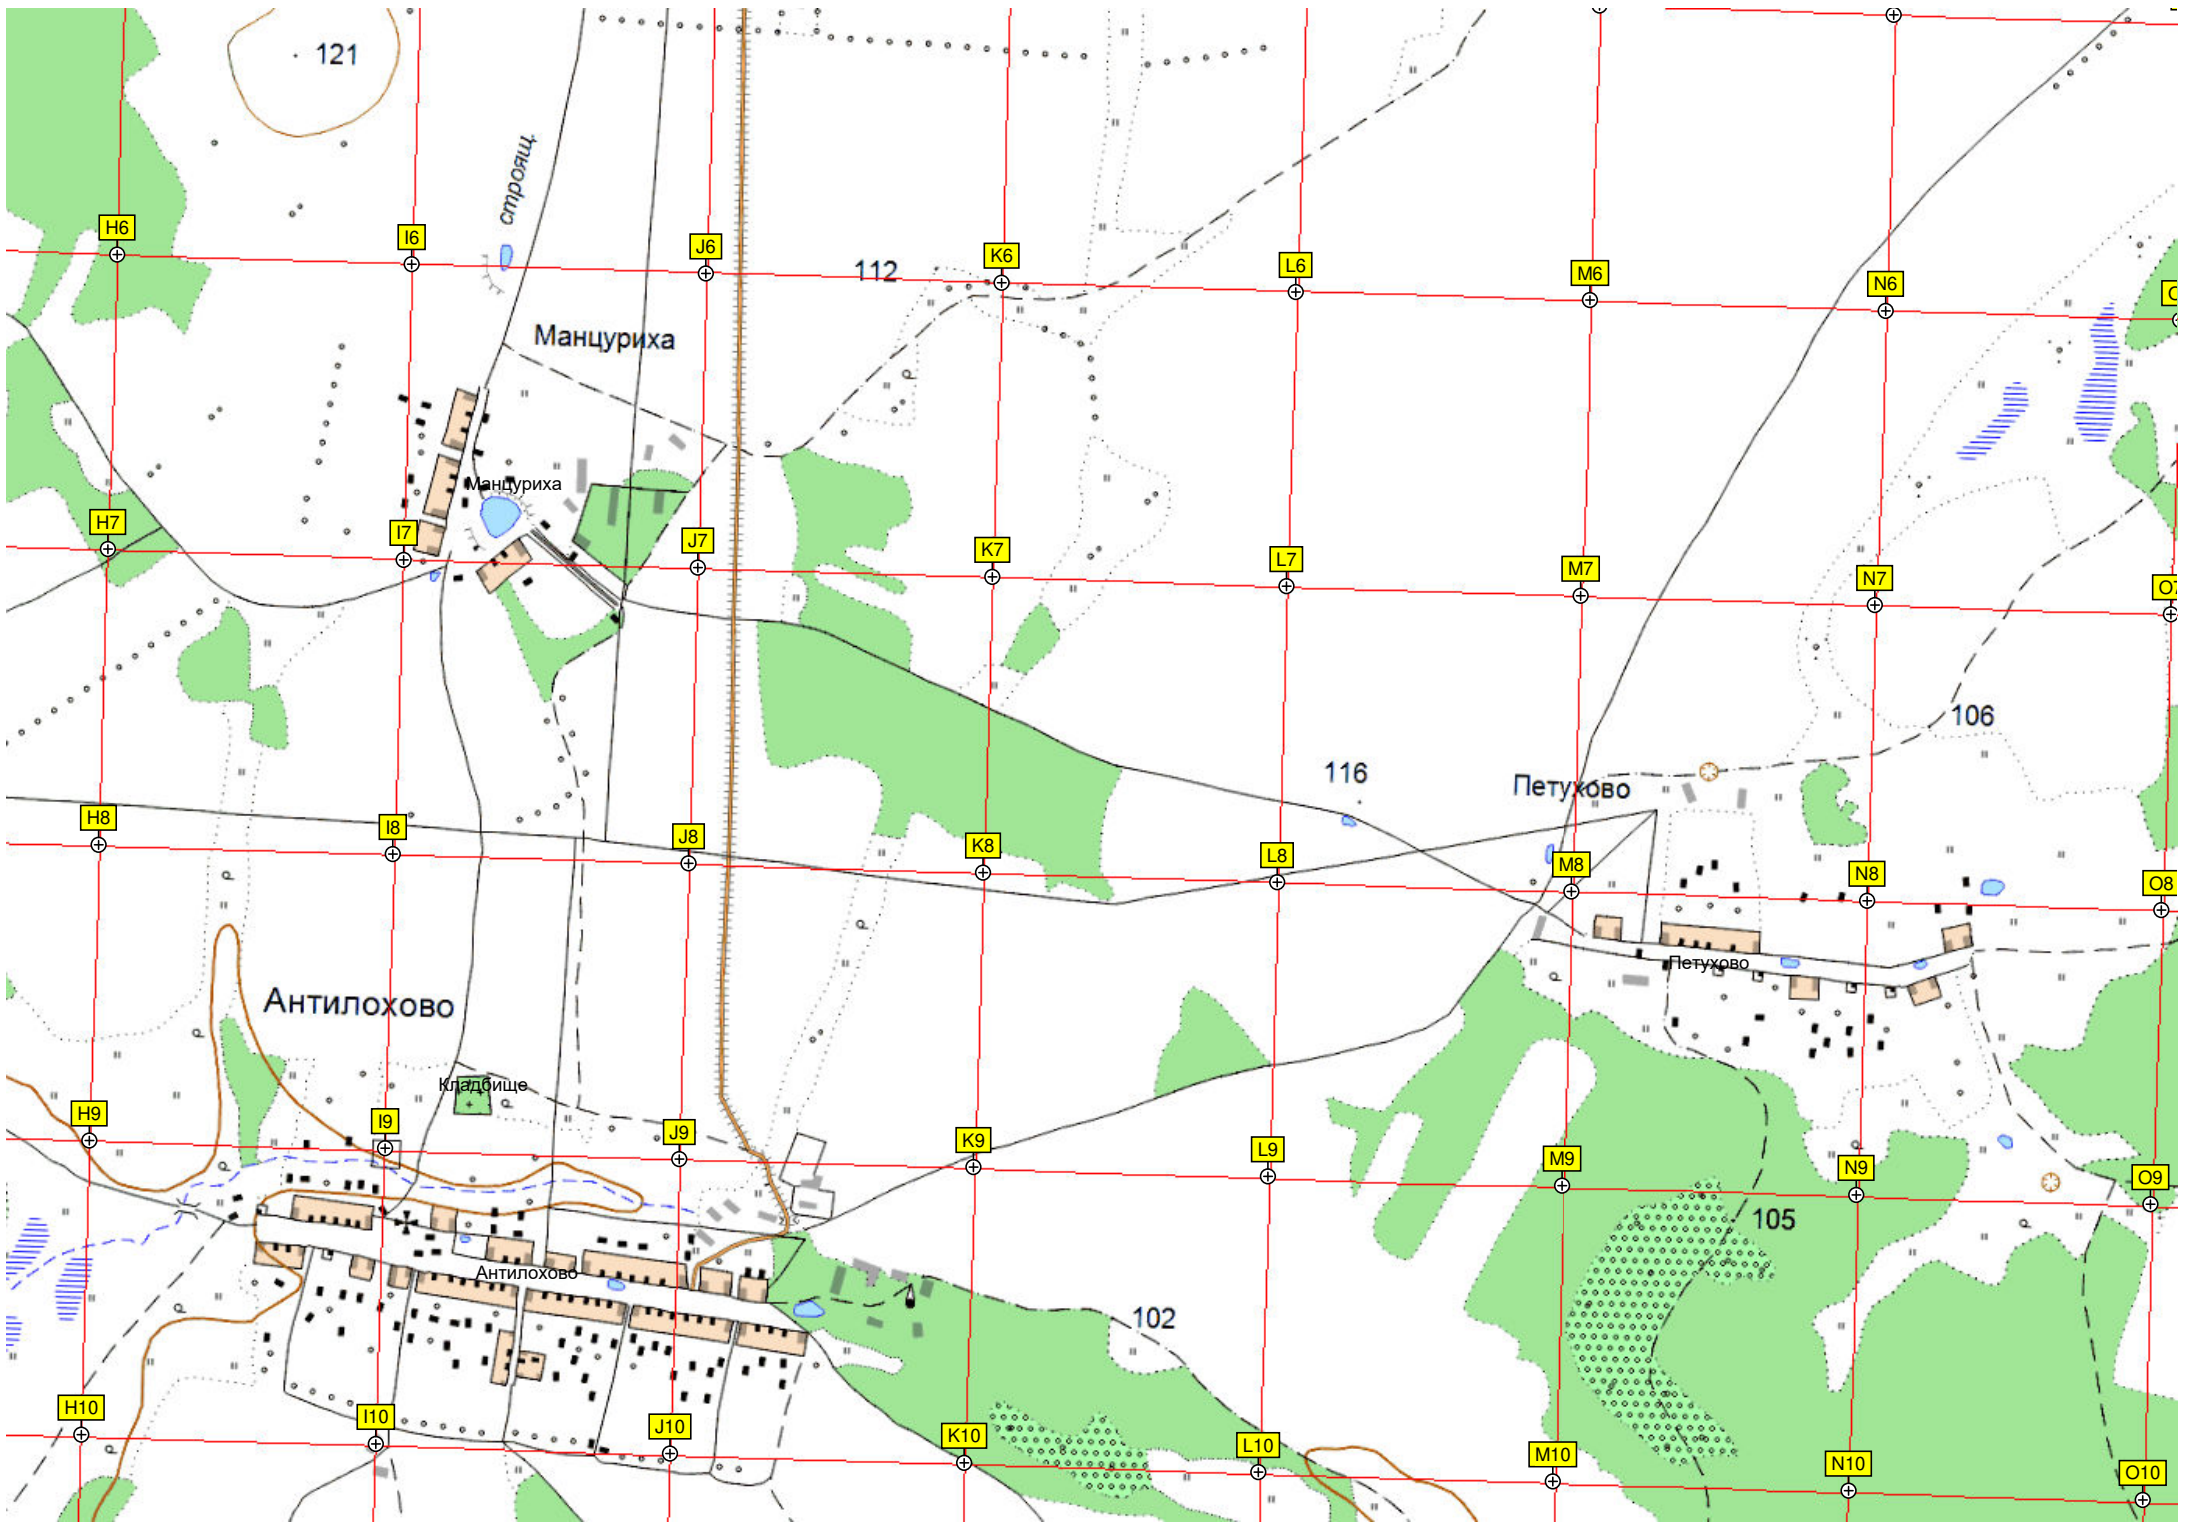 121
строящ.
H6
I6
J6
112
K6
L6
M6
N6
Манцуриха
Манцуриха
H7
I7
J7
K7
L7
M7
N7
O7
106
116
Петухово
H8
I8
J8
K8
L8
M8
N8
O8
Петухово
Антилохово
Кладбище
H9
I9
J9
K9
L9
M9
N9
O9
105
Антилохово
102
H10
I10
J10
K10
L10
M10
N10
O10